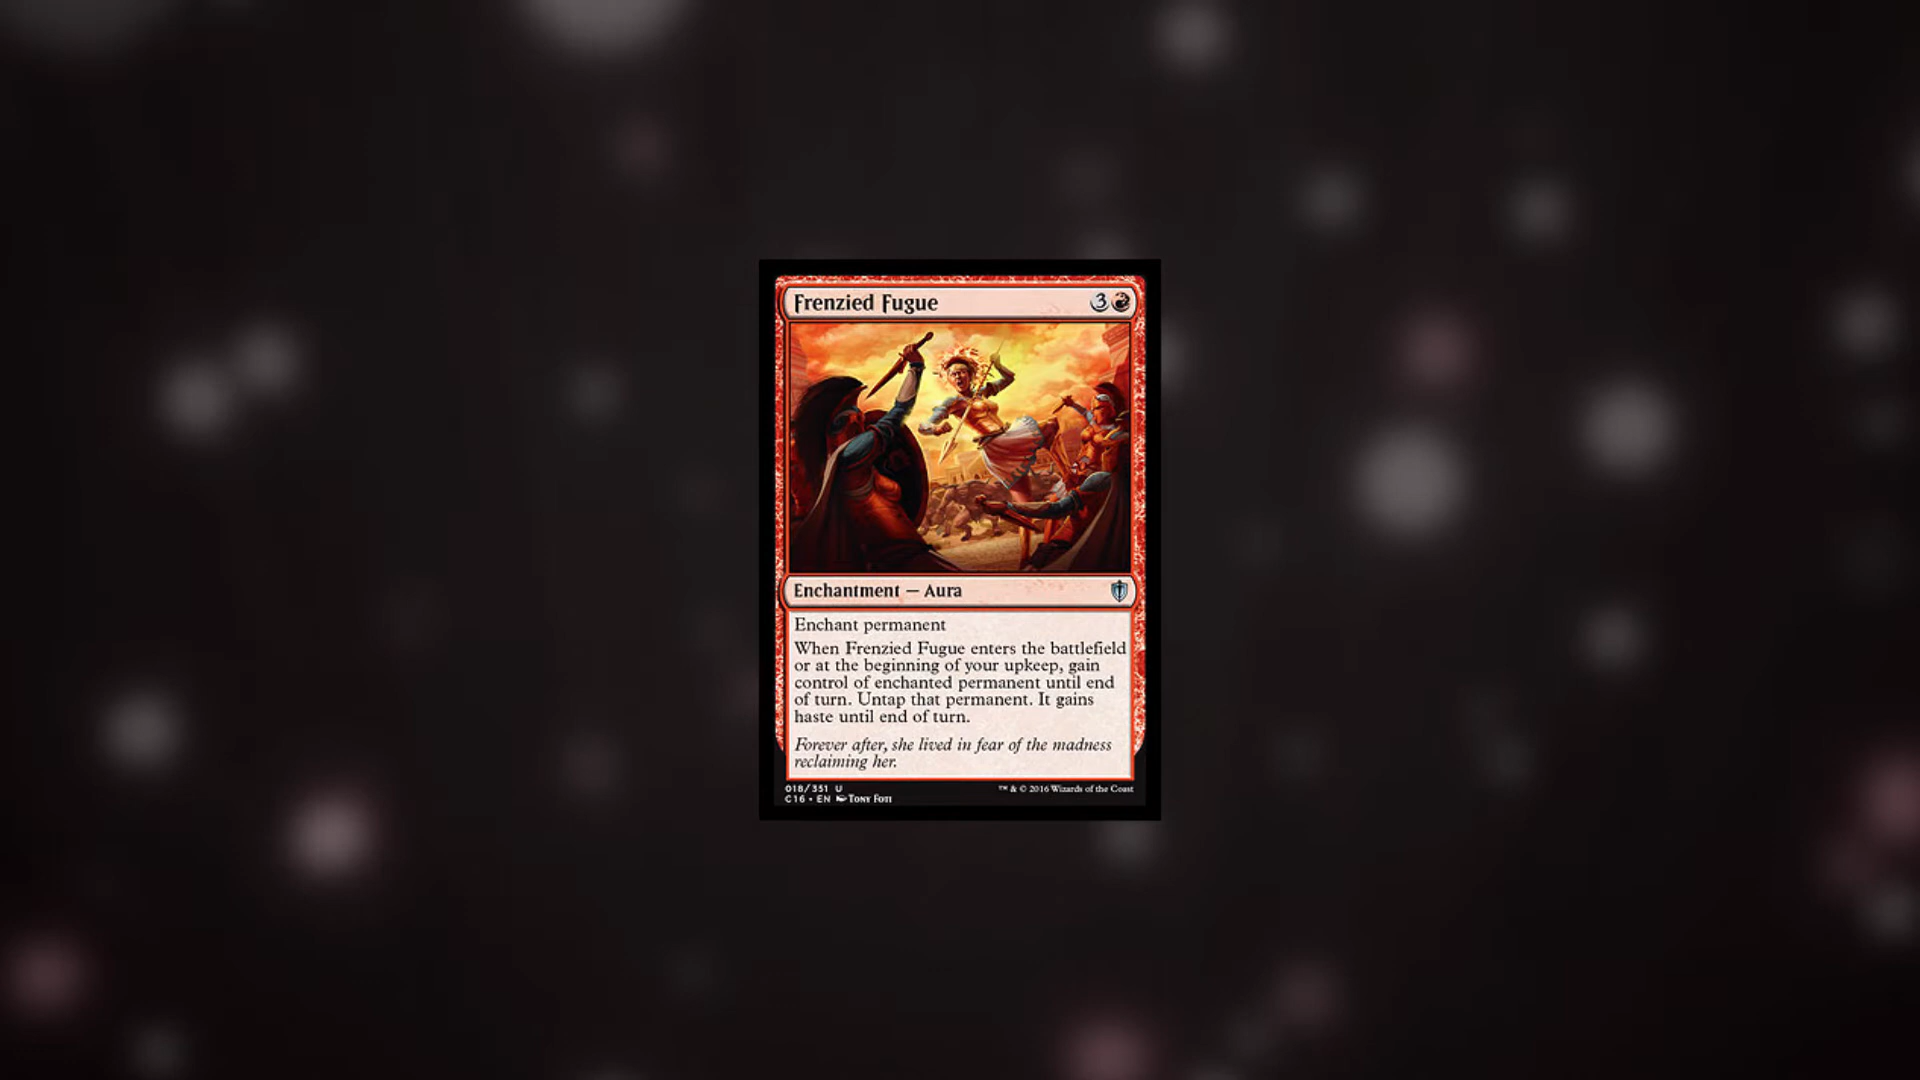 Frenzied Fugue 3
Enchantment — Aura
Enchant permanent
When Frenzied Fugue enters the battlefield
or at the beginning of your upkeep, gain
control of enchanted permanent until end
of turn. Untap that permanent. It gains
haste until end of turn.
Forever after, she lived in fear of the madness
reclaiming her.
018/351 U
C16 • EN Tony Foti
™ & © 2016 Wizards of the Coast